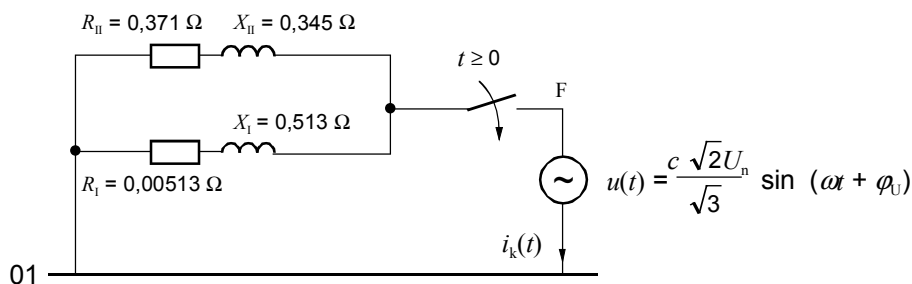 R_II = 0,371 Ω X_II = 0,345 Ω
t ≥ 0
F
X_I = 0,513 Ω
R_I = 0,00513 Ω
~
u(t) = c √2 U_n / √3 sin (ωt + φ_U)
i_k(t)
01